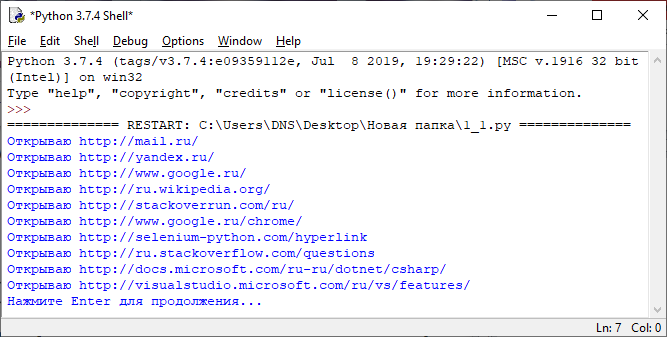 *Python 3.7.4 Shell*
File Edit Shell Debug Options Window Help
Python 3.7.4 (tags/v3.7.4:e09359112e, Jul  8 2019, 19:29:22) [MSC v.1916 32 bit
(Intel)] on win32
Type "help", "copyright", "credits" or "license()" for more information.
>>>
============== RESTART: C:\Users\DNS\Desktop\Новая папка\1_1.py ==============
Открываю http://mail.ru/
Открываю http://yandex.ru/
Открываю http://www.google.ru/
Открываю http://ru.wikipedia.org/
Открываю http://stackoverrun.com/ru/
Открываю http://www.google.ru/chrome/
Открываю http://selenium-python.com/hyperlink
Открываю http://ru.stackoverflow.com/questions
Открываю http://docs.microsoft.com/ru-ru/dotnet/csharp/
Открываю http://visualstudio.microsoft.com/ru/vs/features/
Нажмите Enter для продолжения...
Ln: 7 Col: 0